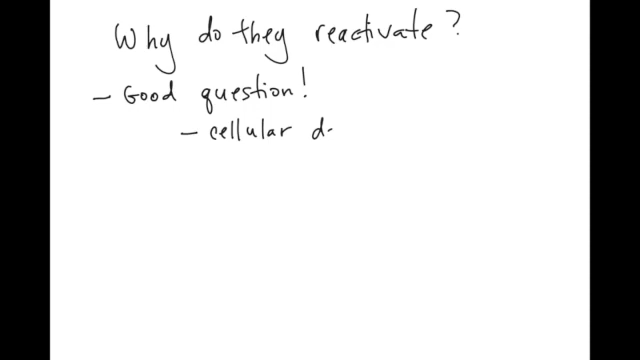 Why do they reactivate?
- Good question!
- cellular d